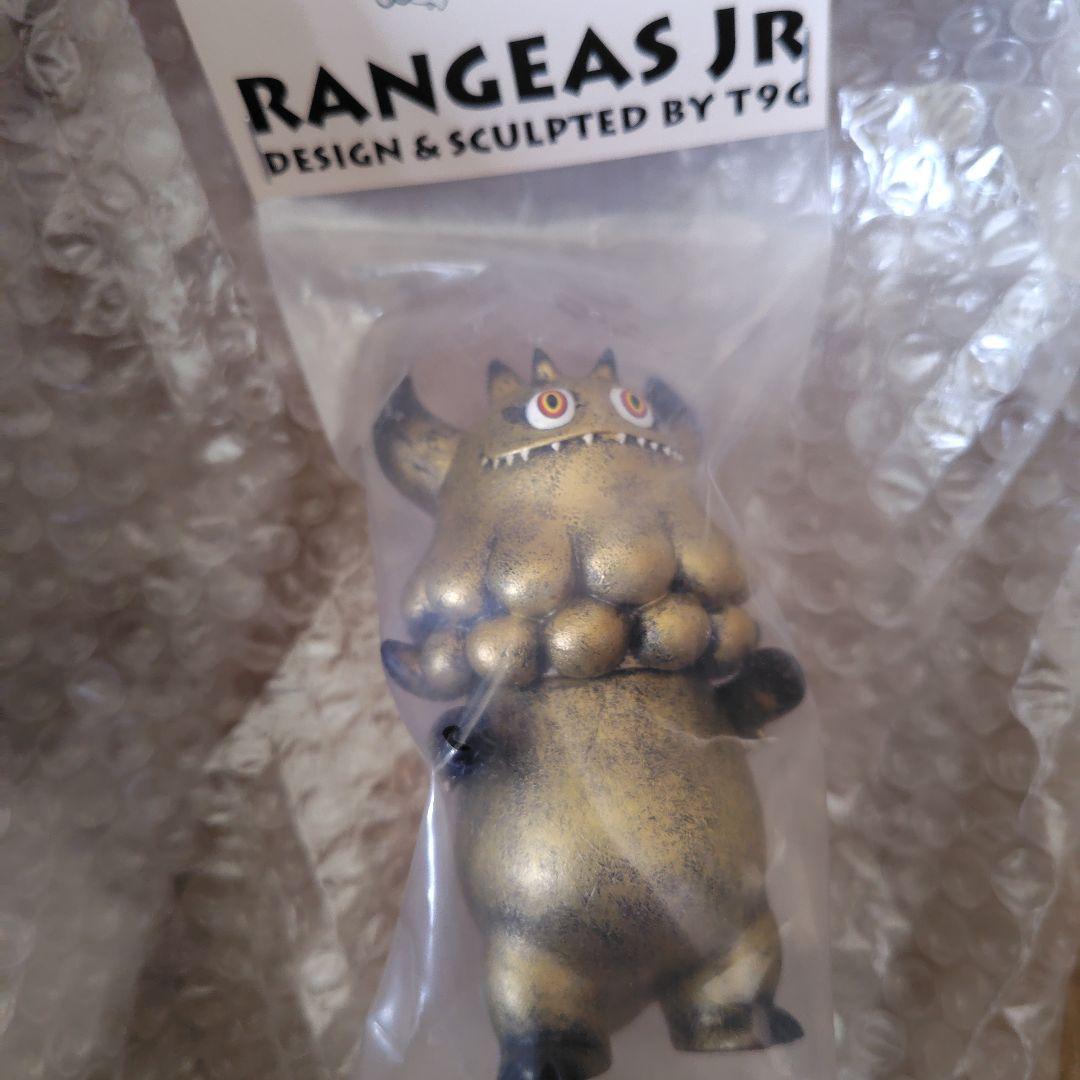 RANGEAS JR
DESIGN & SCULPTED BY T9G